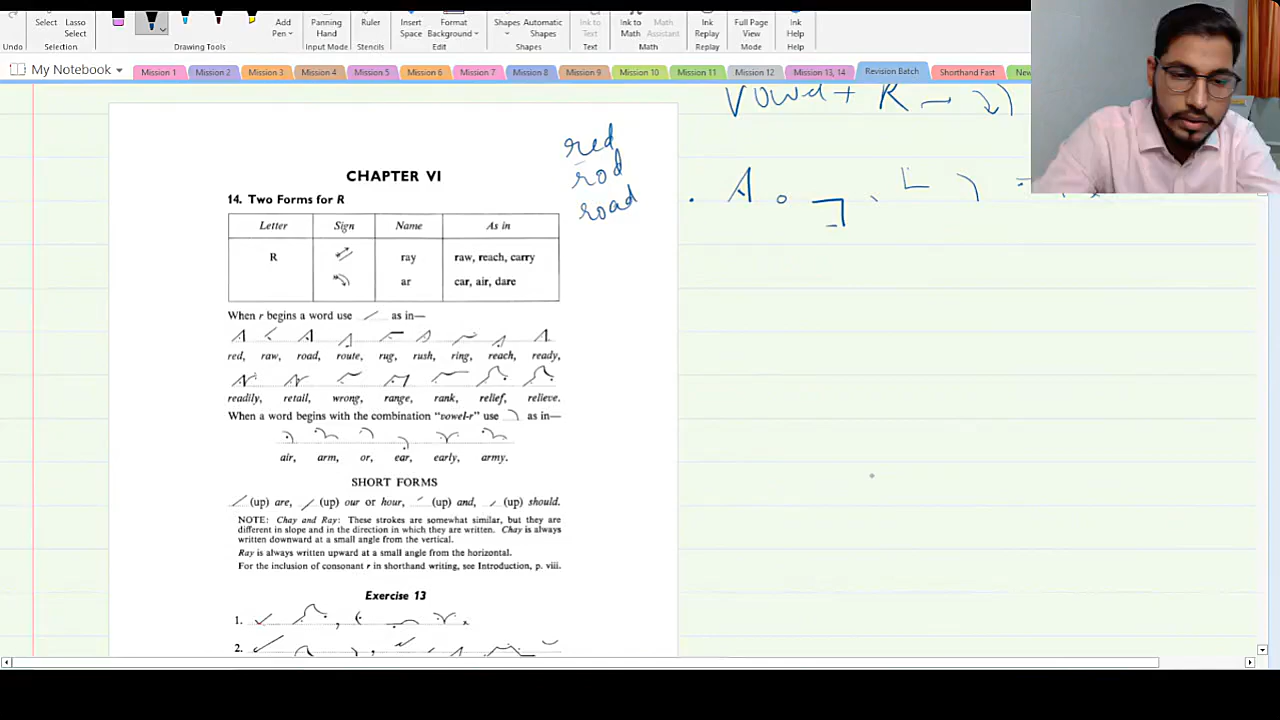 Undo
Select Lasso Select
Selection
Drawing Tools
Add Pen
Panning Hand
Input Mode
Ruler
Stencils
Insert Space
Format Background
Edit
Shapes Automatic Shapes
Shapes
Ink to Text
Text
Ink to Math
Math Assistant
Math
Ink Replay
Replay
Full Page View
Mode
Ink Help
Help
My Notebook
Mission 1 Mission 2 Mission 3 Mission 4 Mission 5 Mission 6 Mission 7 Mission 8 Mission 9 Mission 10 Mission 11 Mission 12 Mission 13, 14 Revision Batch Shorthand Fast New
Vowel + R
red
rod
road
CHAPTER VI
14. Two Forms for R
Letter Sign Name As in
R ray raw, reach, carry
ar car, air, dare
When r begins a word use as in—
red, raw, road, route, rug, rush, ring, reach, ready,
readily, retail, wrong, range, rank, relief, relieve.
When a word begins with the combination "vowel-r" use as in—
air, arm, or, ear, early, army.
SHORT FORMS
(up) are, (up) our or hour, (up) and, (up) should.
NOTE: Chay and Ray: These strokes are somewhat similar, but they are
different in slope and in the direction in which they are written. Chay is always
written downward at a small angle from the vertical.
Ray is always written upward at a small angle from the horizontal.
For the inclusion of consonant r in shorthand writing, see Introduction, p. viii.
Exercise 13
1.
2.